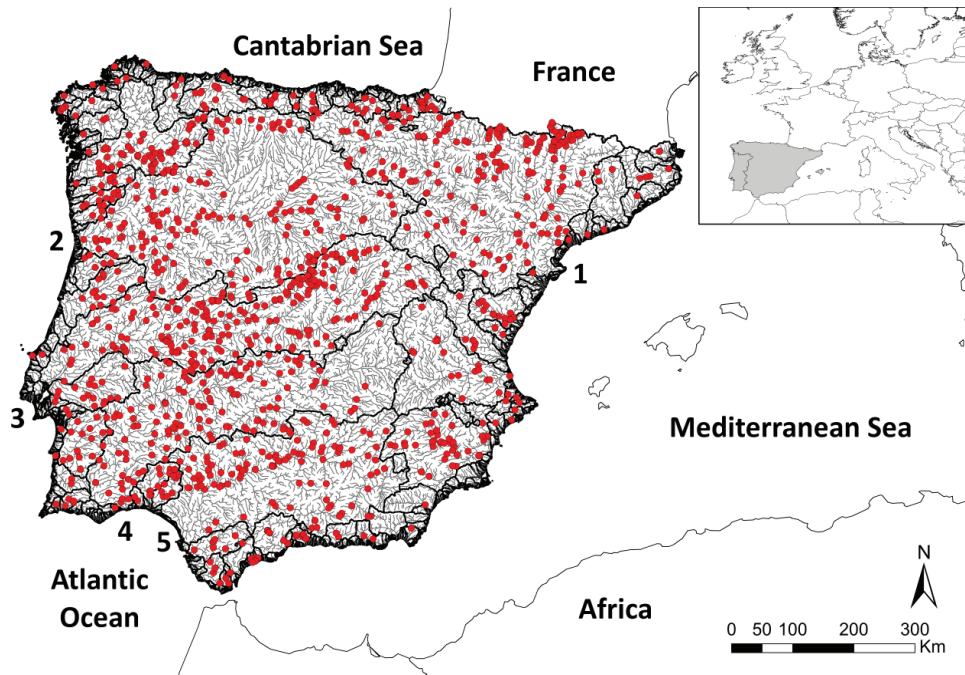 Cantabrian Sea
France
2
1
3
Mediterranean Sea
4
5
Atlantic
Ocean
Africa
N
0 50 100 200 300
Km